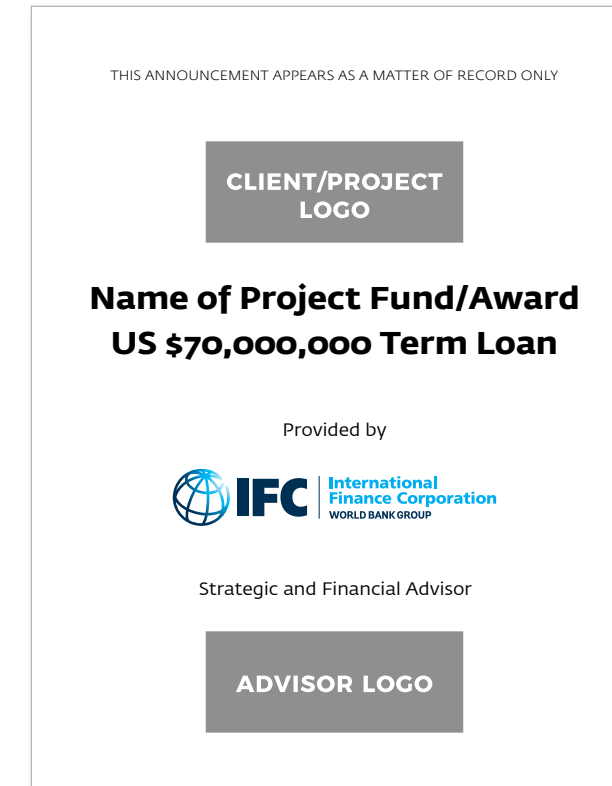 THIS ANNOUNCEMENT APPEARS AS A MATTER OF RECORD ONLY
CLIENT/PROJECT
LOGO
Name of Project Fund/Award
US $70,000,000 Term Loan
Provided by
IFC
International
Finance Corporation
WORLD BANK GROUP
Strategic and Financial Advisor
ADVISOR LOGO